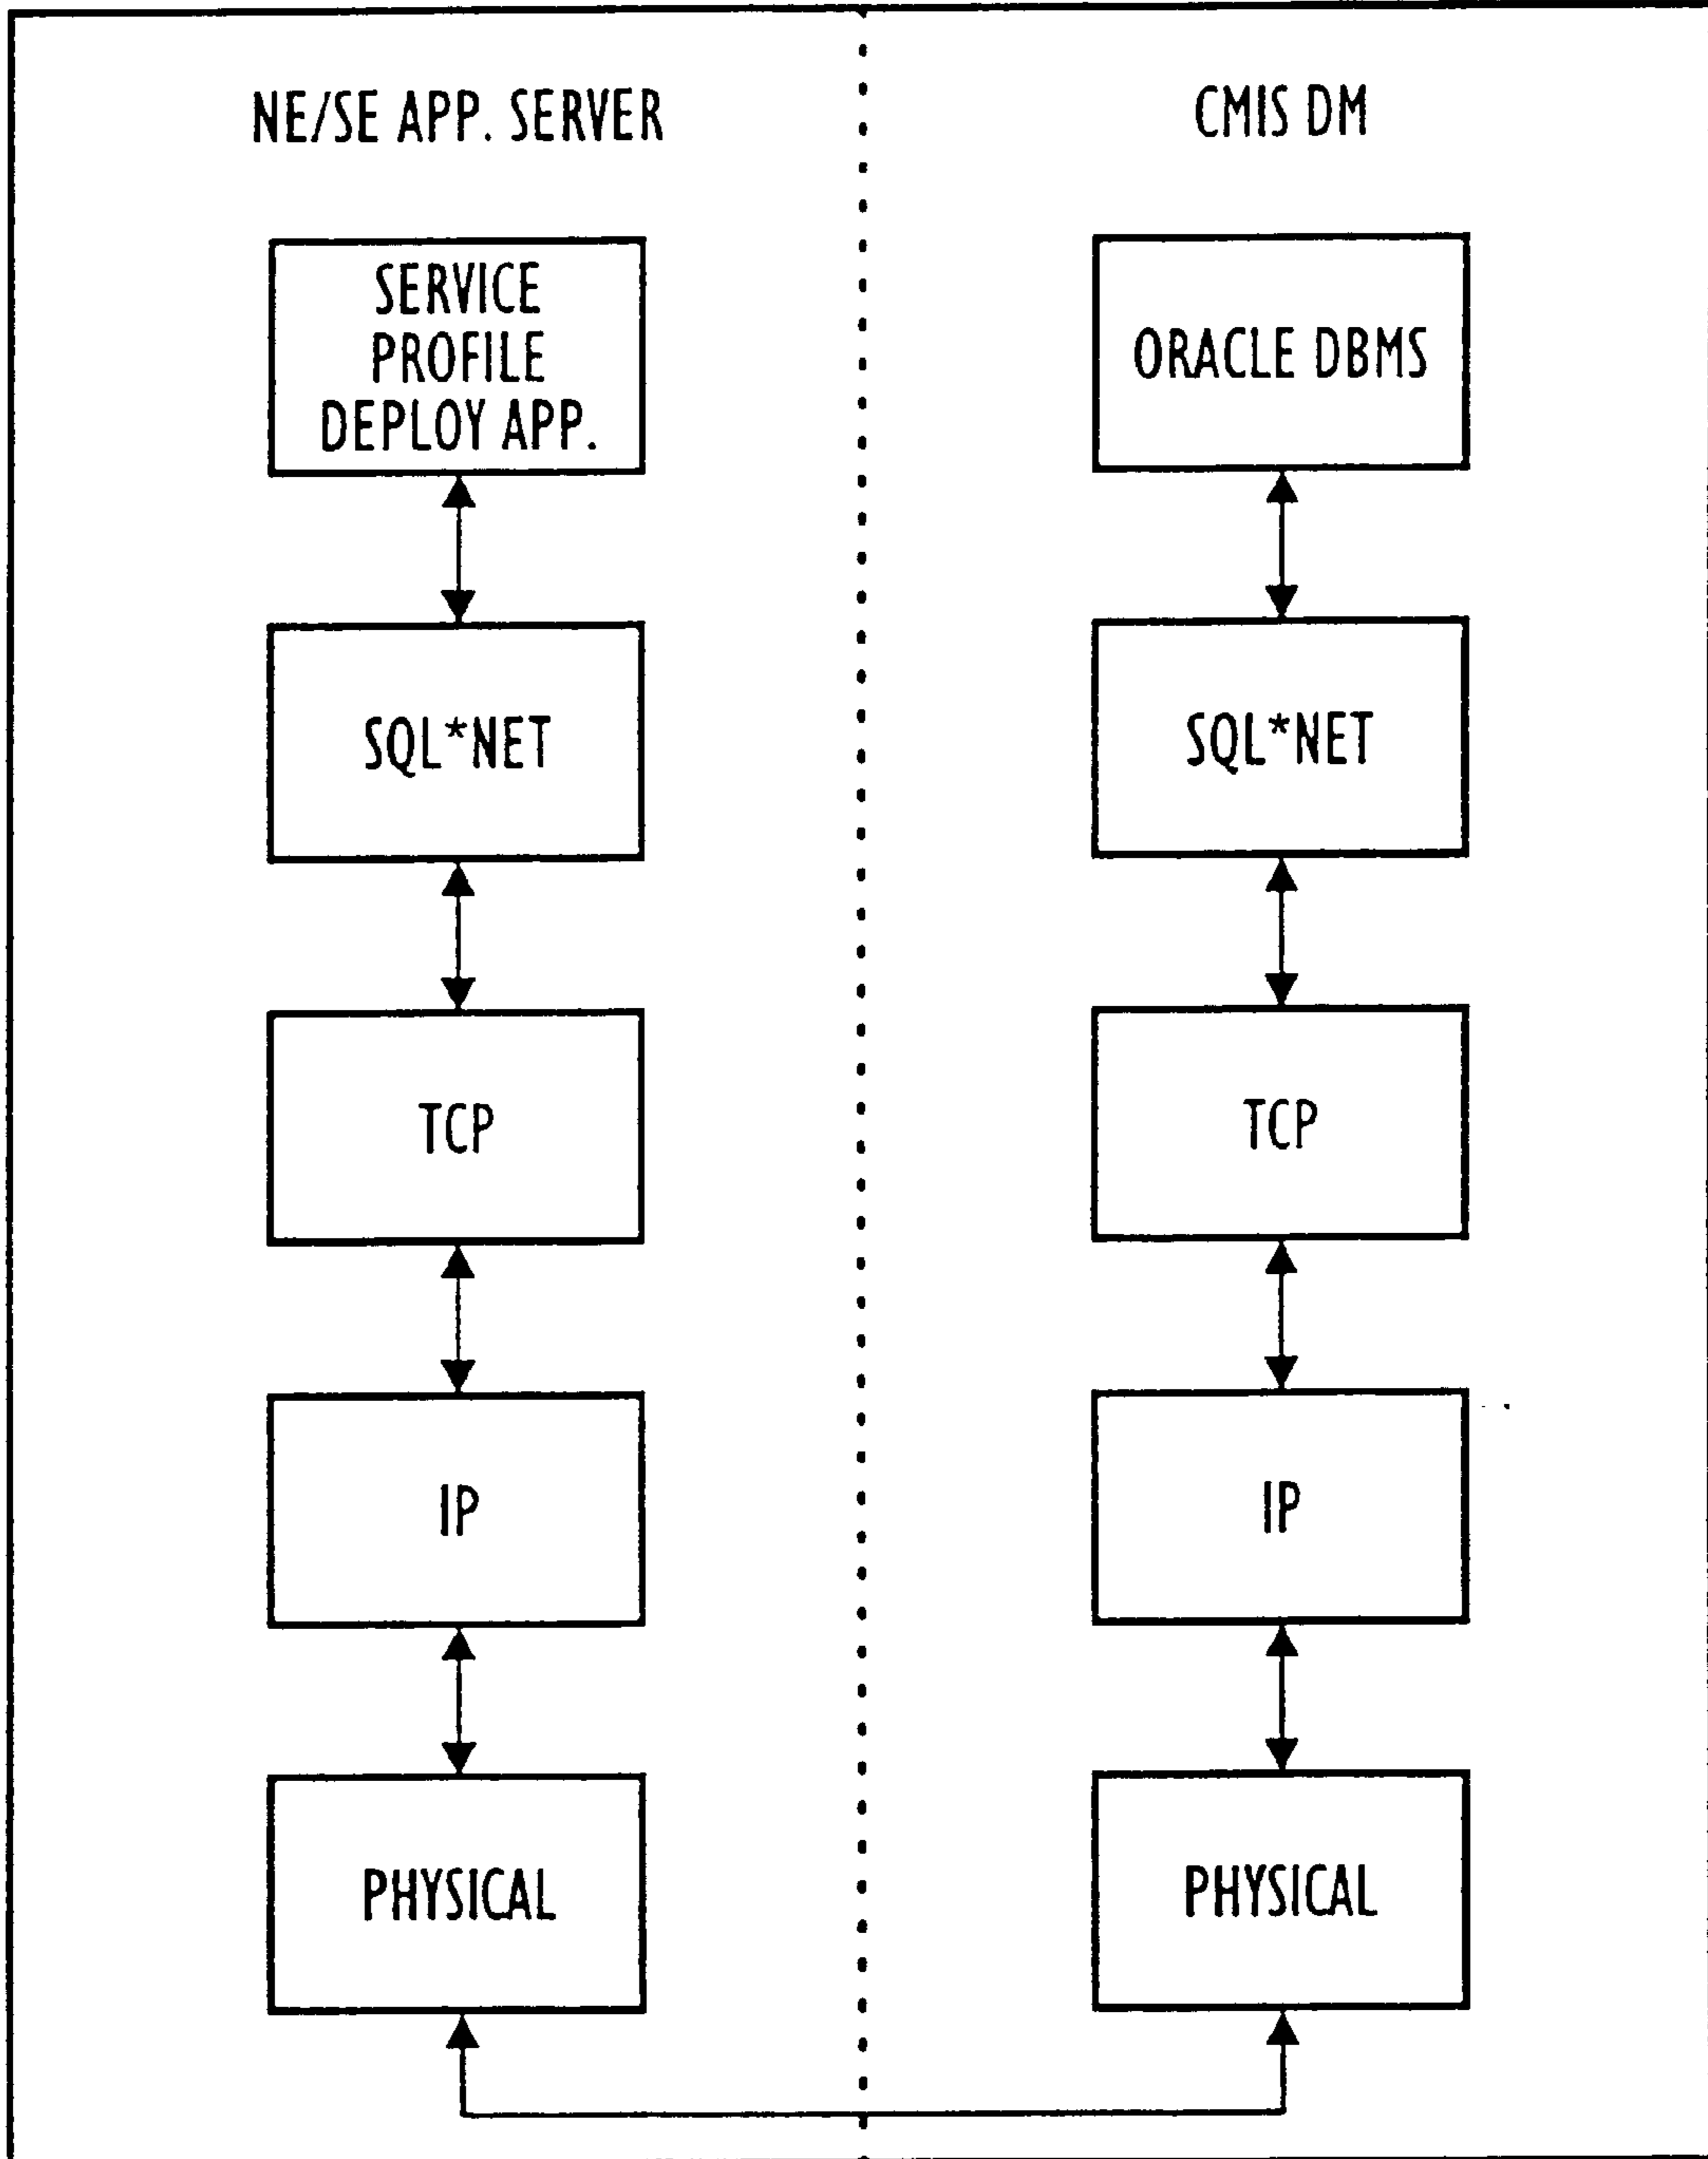 NE/SE APP. SERVER
CMIS DM
SERVICE
PROFILE
DEPLOY APP.
ORACLE DBMS
SQL*NET
SQL*NET
TCP
TCP
IP
IP
PHYSICAL
PHYSICAL